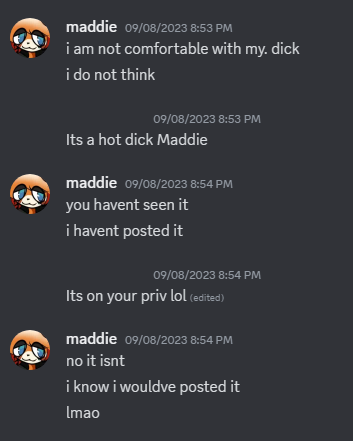 maddie 09/08/2023 8:53 PM
i am not comfortable with my. dick
i do not think
09/08/2023 8:53 PM
Its a hot dick Maddie
maddie 09/08/2023 8:54 PM
you havent seen it
i havent posted it
09/08/2023 8:54 PM
Its on your priv lol (edited)
maddie 09/08/2023 8:54 PM
no it isnt
i know i wouldve posted it
lmao